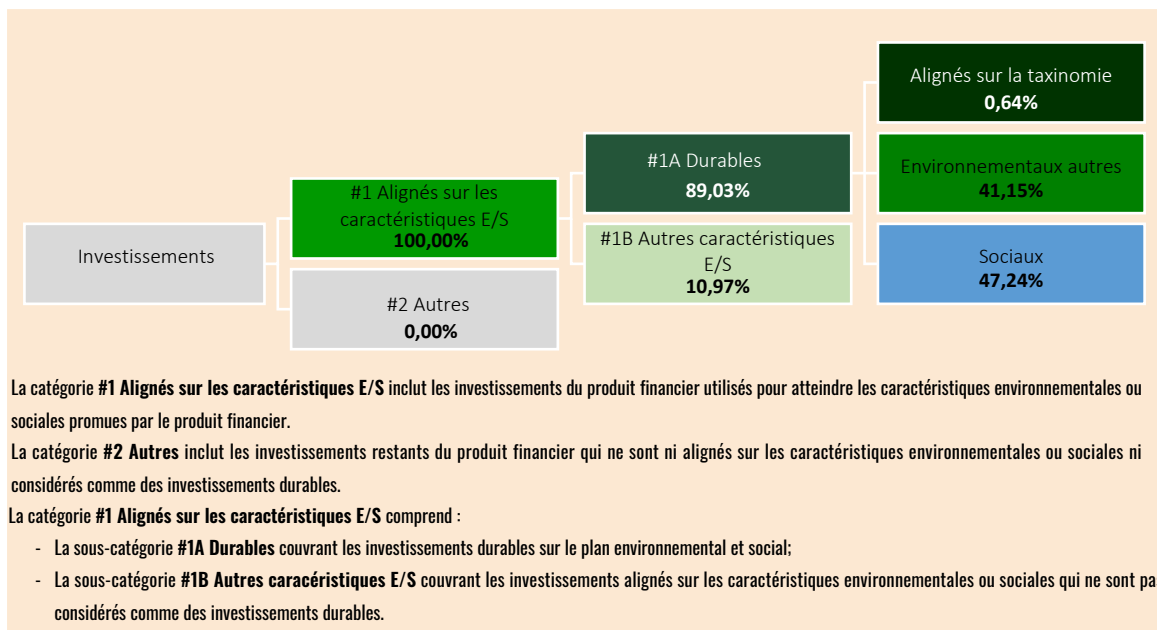 Alignés sur la taxinomie
0,64%
#1A Durables
89,03%
Environnementaux autres
41,15%
#1 Alignés sur les
caractéristiques E/S
100,00%
Investissements
#1B Autres caractéristiques
E/S
10,97%
Sociaux
47,24%
#2 Autres
0,00%
La catégorie #1 Alignés sur les caractéristiques E/S inclut les investissements du produit financier utilisés pour atteindre les caractéristiques environnementales ou
sociales promues par le produit financier.
La catégorie #2 Autres inclut les investissements restants du produit financier qui ne sont ni alignés sur les caractéristiques environnementales ou sociales ni
considérés comme des investissements durables.
La catégorie #1 Alignés sur les caractéristiques E/S comprend :
- La sous-catégorie #1A Durables couvrant les investissements durables sur le plan environnemental et social;
- La sous-catégorie #1B Autres caracéristiques E/S couvrant les investissements alignés sur les caractéristiques environnementales ou sociales qui ne sont pa
considérés comme des investissements durables.